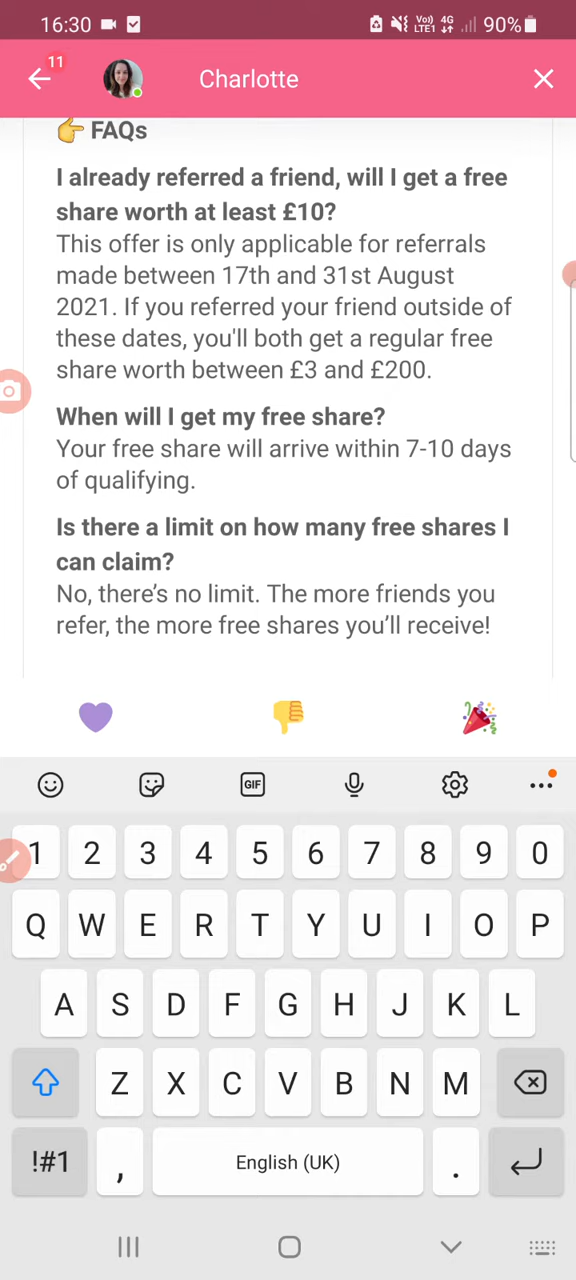 16:30 Vo)) 4G LTE1 90%
11
Charlotte
FAQs
I already referred a friend, will I get a free
share worth at least £10?
This offer is only applicable for referrals
made between 17th and 31st August
2021. If you referred your friend outside of
these dates, you'll both get a regular free
share worth between £3 and £200.
When will I get my free share?
Your free share will arrive within 7-10 days
of qualifying.
Is there a limit on how many free shares I
can claim?
No, there’s no limit. The more friends you
refer, the more free shares you’ll receive!
GIF
1 2 3 4 5 6 7 8 9 0
Q W E R T Y U I O P
A S D F G H J K L
Z X C V B N M
!#1 , English (UK) .